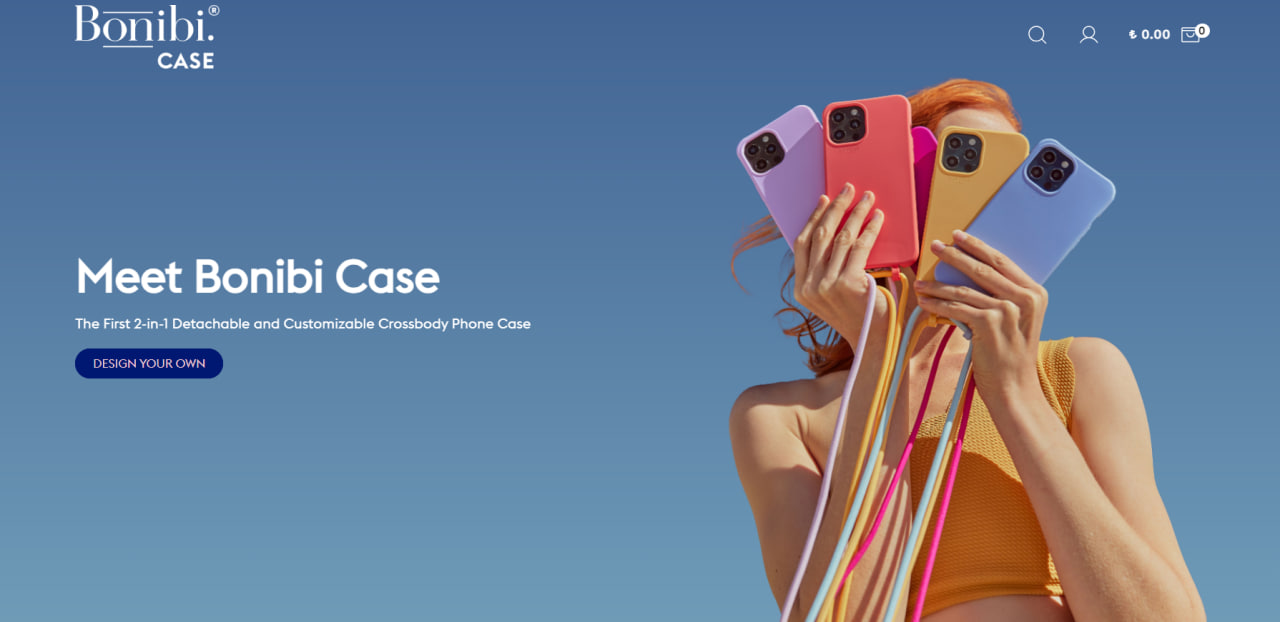 Bonibi.®
CASE
₺ 0.00
0
Meet Bonibi Case
The First 2-in-1 Detachable and Customizable Crossbody Phone Case
DESIGN YOUR OWN